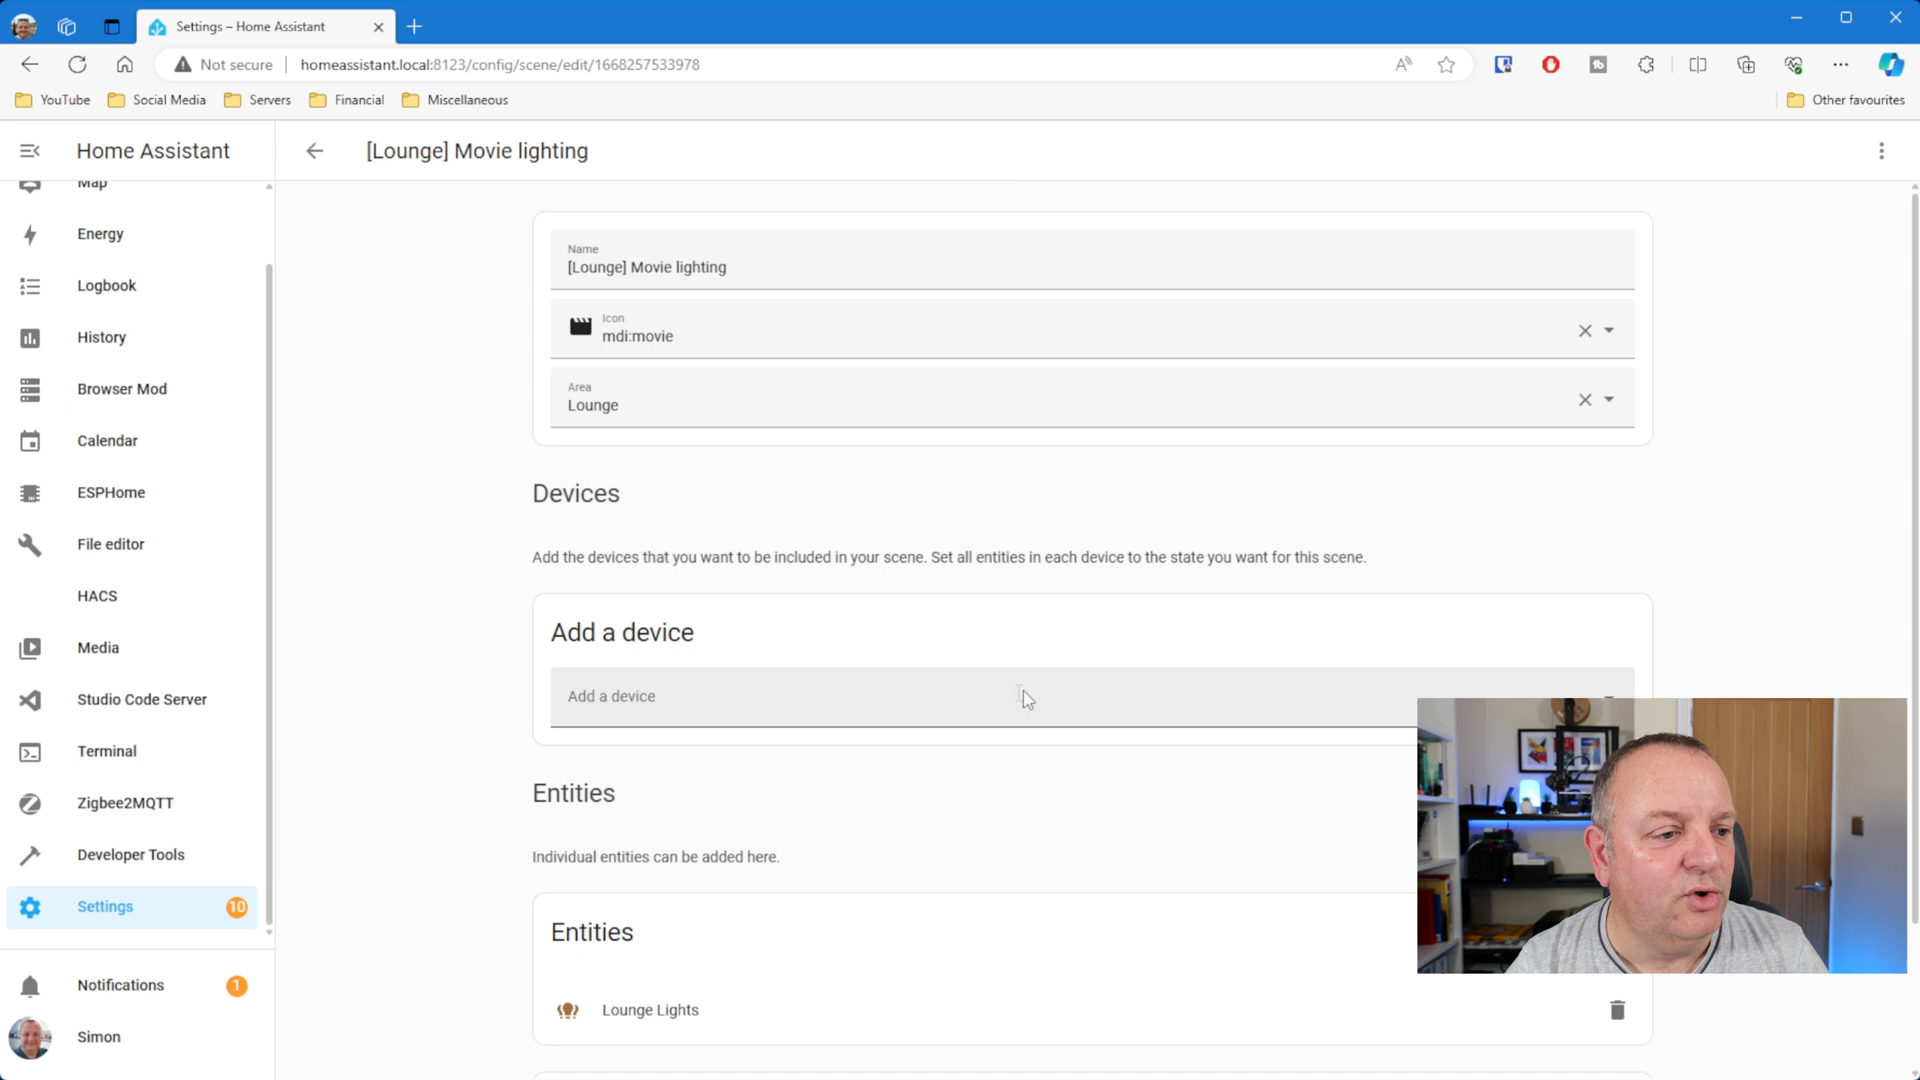 Settings – Home Assistant
Not secure
homeassistant.local:8123/config/scene/edit/1668257533978
YouTube
Social Media
Servers
Financial
Miscellaneous
Other favourites
Home Assistant
[Lounge] Movie lighting
Map
Energy
Logbook
History
Browser Mod
Calendar
ESPHome
File editor
HACS
Media
Studio Code Server
Terminal
Zigbee2MQTT
Developer Tools
Settings
10
Notifications
1
Simon
Name
[Lounge] Movie lighting
Icon
mdi:movie
Area
Lounge
Devices
Add the devices that you want to be included in your scene. Set all entities in each device to the state you want for this scene.
Add a device
Add a device
Entities
Individual entities can be added here.
Entities
Lounge Lights